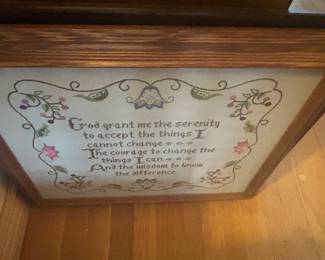 God grant me the serenity
to accept the things I
cannot change
The courage to change the
things I can
And the wisdom to know
the difference